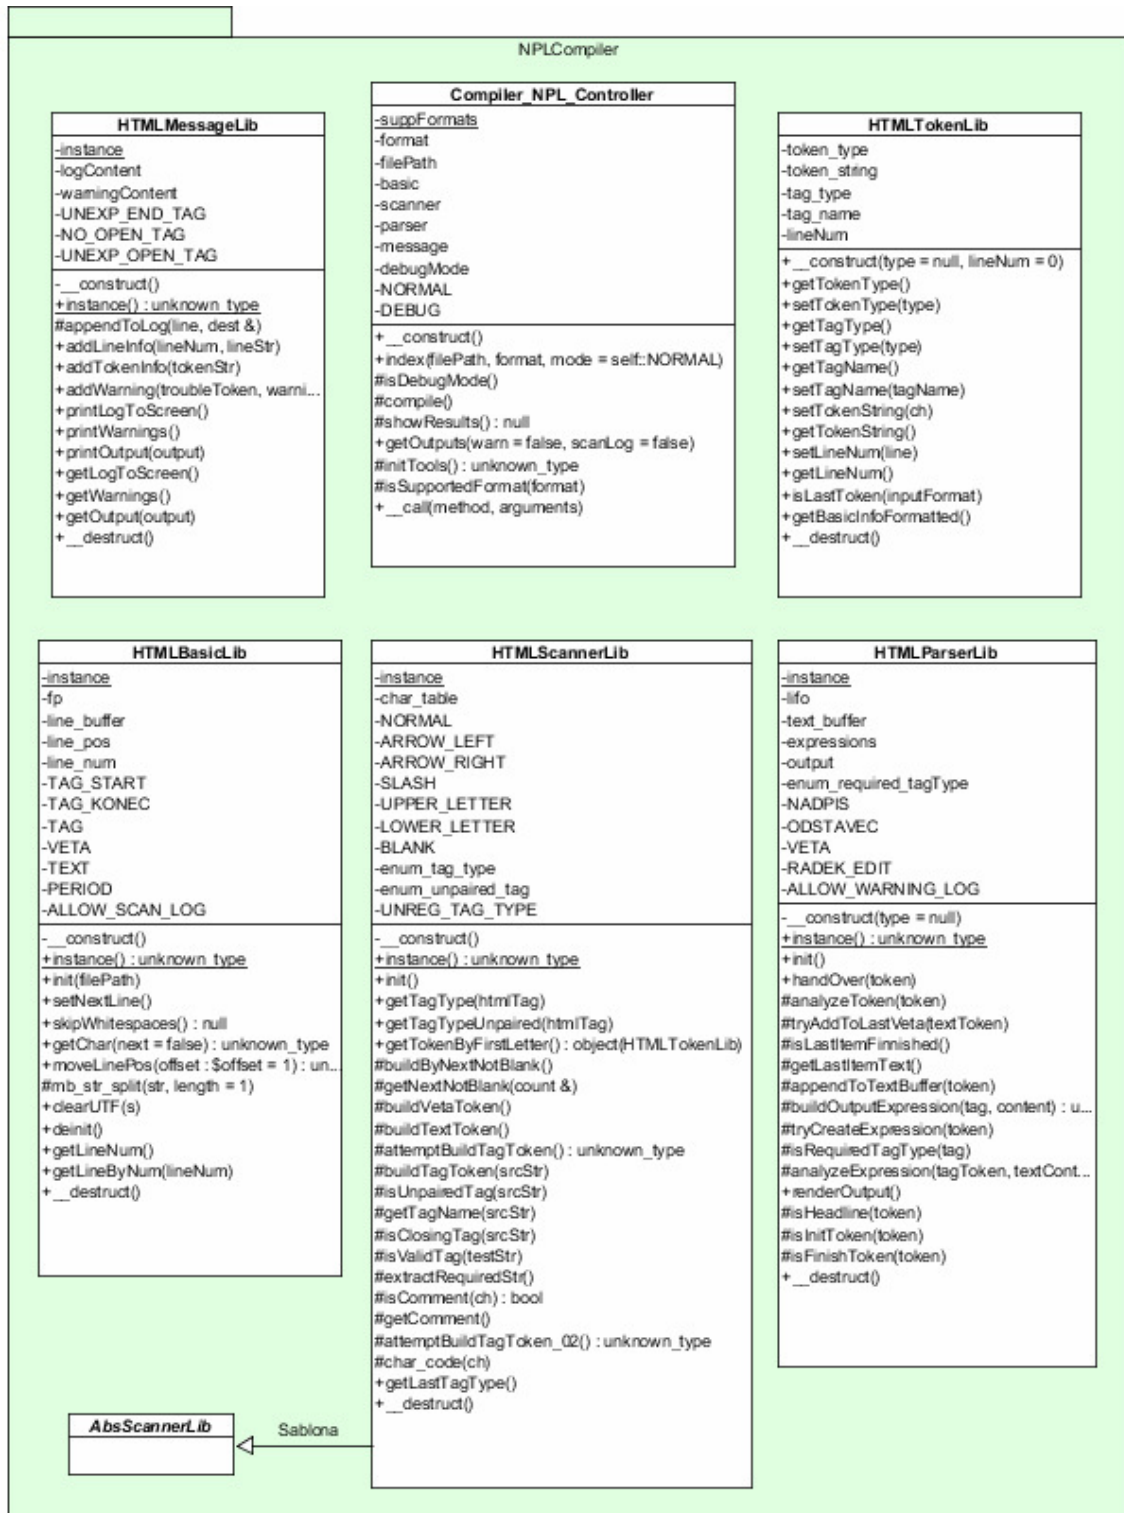 NPLCompiler
HTMLMessageLib
-instance
-logContent
-warningContent
-UNEXP_END_TAG
-NO_OPEN_TAG
-UNEXP_OPEN_TAG
-__construct()
+instance() : unknown_type
#appendToLog(line, dest &)
+addLineInfo(lineNum, lineStr)
+addTokenInfo(tokenStr)
+addWarning(troubleToken, warni...
+printLogToScreen()
+printWarnings()
+printOutput(output)
+getLogToScreen()
+getWarnings()
+getOutput(output)
+__destruct()
Compiler_NPL_Controller
-suppFormats
-format
-filePath
-basic
-scanner
-parser
-message
-debugMode
-NORMAL
-DEBUG
+__construct()
+index(filePath, format, mode = self::NORMAL)
#isDebugMode()
#compile()
#showResults() : null
+getOutputs(warn = false, scanLog = false)
#initTools() : unknown_type
#isSupportedFormat(format)
+__call(method, arguments)
HTMLTokenLib
-token_type
-token_string
-tag_type
-tag_name
-lineNum
+__construct(type = null, lineNum = 0)
+getTokenType()
+setTokenType(type)
+getTagType()
+setTagType(type)
+getTagName()
+setTagName(tagName)
+setTokenString(ch)
+getTokenString()
+setLineNum(line)
+getLineNum()
+isLastToken(inputFormat)
+getBasicInfoFormatted()
+__destruct()
HTMLBasicLib
-instance
-fp
-line_buffer
-line_pos
-line_num
-TAG_START
-TAG_KONEC
-TAG
-VETA
-TEXT
-PERIOD
-ALLOW_SCAN_LOG
-__construct()
+instance() : unknown_type
+init(filePath)
+setNextLine()
+skipWhitespaces() : null
+getChar(next = false) : unknown_type
+moveLinePos(offset : $offset = 1) : un...
#mb_str_split(str, length = 1)
+clearUTF(s)
+deinit()
+getLineNum()
+getLineByNum(lineNum)
+__destruct()
HTMLScannerLib
-instance
-char_table
-NORMAL
-ARROW_LEFT
-ARROW_RIGHT
-SLASH
-UPPER_LETTER
-LOWER_LETTER
-BLANK
-enum_tag_type
-enum_unpaired_tag
-UNREG_TAG_TYPE
-__construct()
+instance() : unknown_type
+init()
+getTagType(htmlTag)
+getTagTypeUnpaired(htmlTag)
+getTokenByFirstLetter() : object(HTMLTokenLib)
#buildByNextNotBlank()
#getNextNotBlank(count &)
#buildVetaToken()
#buildTextToken()
#attemptBuildTagToken() : unknown_type
#buildTagToken(srcStr)
#isUnpairedTag(srcStr)
#getTagName(srcStr)
#isClosingTag(srcStr)
#isValidTag(testStr)
#extractRequiredStr()
#isComment(ch) : bool
#getComment()
#attemptBuildTagToken_02() : unknown_type
#char_code(ch)
+getLastTagType()
+__destruct()
HTMLParserLib
-instance
-lifo
-text_buffer
-expressions
-output
-enum_required_tagType
-NADPIS
-ODSTAVEC
-VETA
-RADEK_EDIT
-ALLOW_WARNING_LOG
-__construct(type = null)
+instance() : unknown_type
+init()
+handOver(token)
#analyzeToken(token)
#tryAddToLastVeta(textToken)
#isLastItemFinnished()
#getLastItemText()
#appendToTextBuffer(token)
#buildOutputExpression(tag, content) : u...
#tryCreateExpression(token)
#isRequiredTagType(tag)
#analyzeExpression(tagToken, textCont...
+renderOutput()
#isHeadline(token)
#isInitToken(token)
#isFinishToken(token)
+__destruct()
AbsScannerLib
Sablona